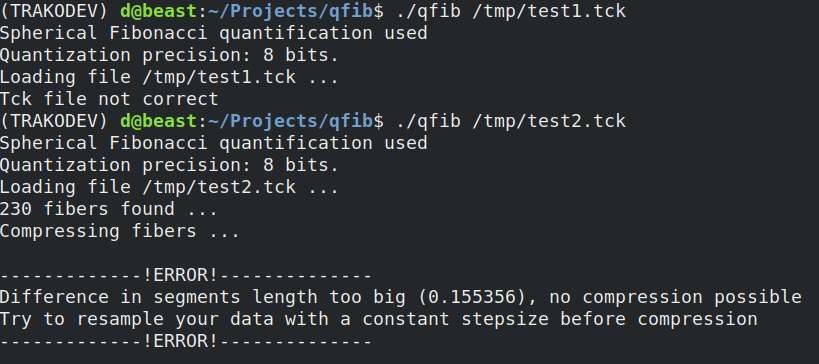 (TRAKODEV) d@beast:~/Projects/qfib$ ./qfib /tmp/test1.tck
Spherical Fibonacci quantification used
Quantization precision: 8 bits.
Loading file /tmp/test1.tck ...
Tck file not correct
(TRAKODEV) d@beast:~/Projects/qfib$ ./qfib /tmp/test2.tck
Spherical Fibonacci quantification used
Quantization precision: 8 bits.
Loading file /tmp/test2.tck ...
230 fibers found ...
Compressing fibers ...
-------------!ERROR!--------------
Difference in segments length too big (0.155356), no compression possible
Try to resample your data with a constant stepsize before compression
-------------!ERROR!--------------